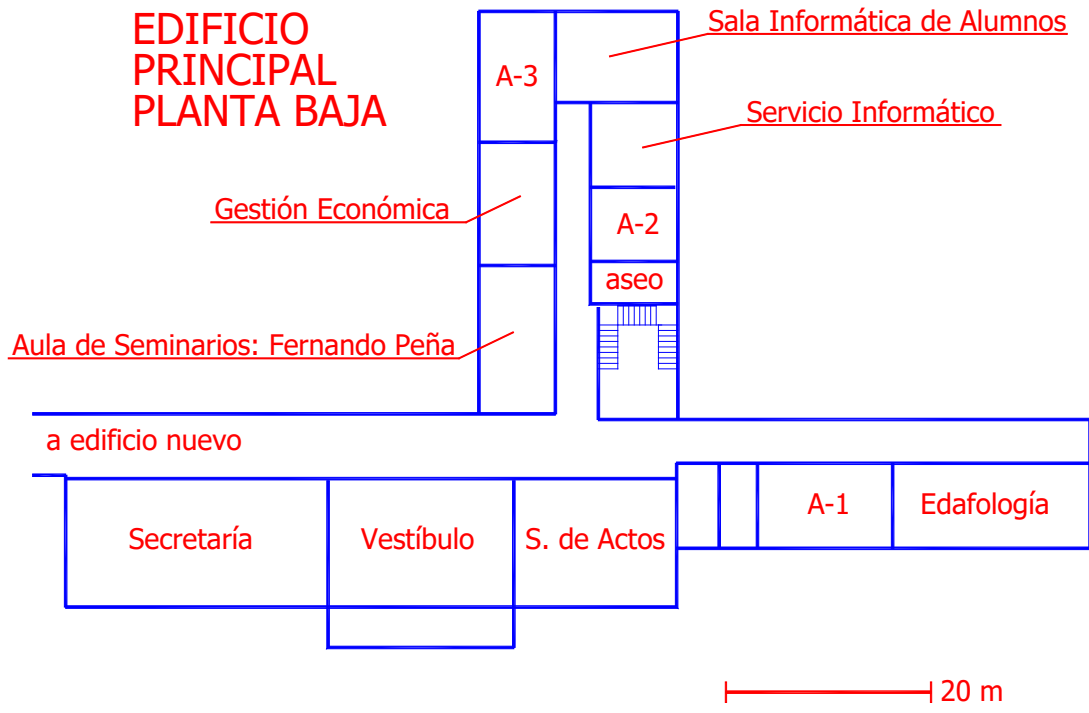 EDIFICIO
PRINCIPAL
PLANTA BAJA
Sala Informática de Alumnos
A-3
Servicio Informático
Gestión Económica
A-2
aseo
Aula de Seminarios: Fernando Peña
a edificio nuevo
Secretaría
Vestíbulo
S. de Actos
A-1
Edafología
20 m